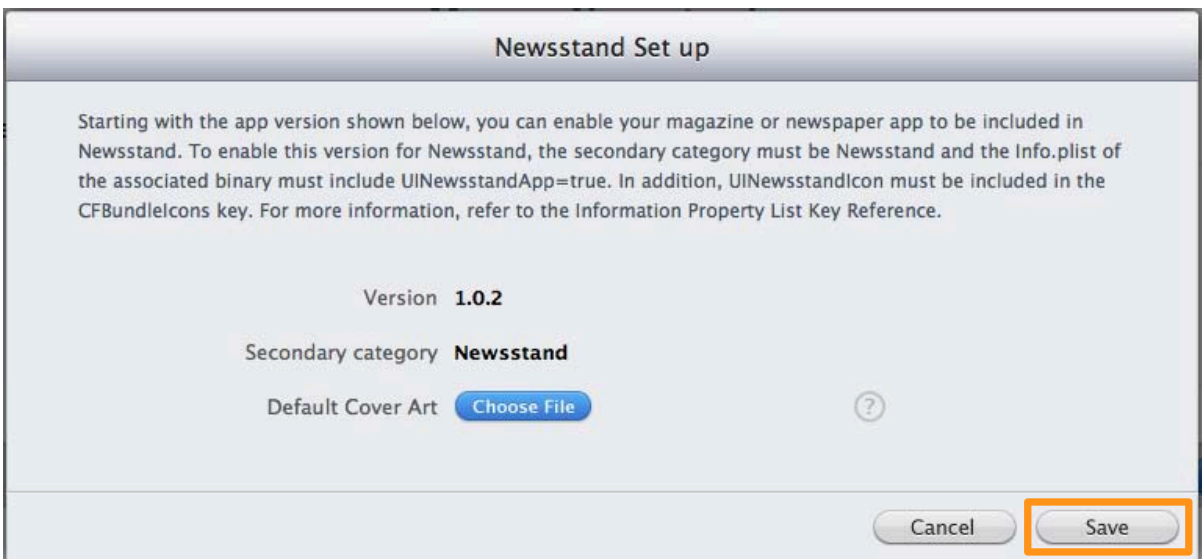 Newsstand Set up
Starting with the app version shown below, you can enable your magazine or newspaper app to be included in
Newsstand. To enable this version for Newsstand, the secondary category must be Newsstand and the Info.plist of
the associated binary must include UINewsstandApp=true. In addition, UINewsstandIcon must be included in the
CFBundleIcons key. For more information, refer to the Information Property List Key Reference.
Version 1.0.2
Secondary category Newsstand
Default Cover Art Choose File ?
Cancel Save